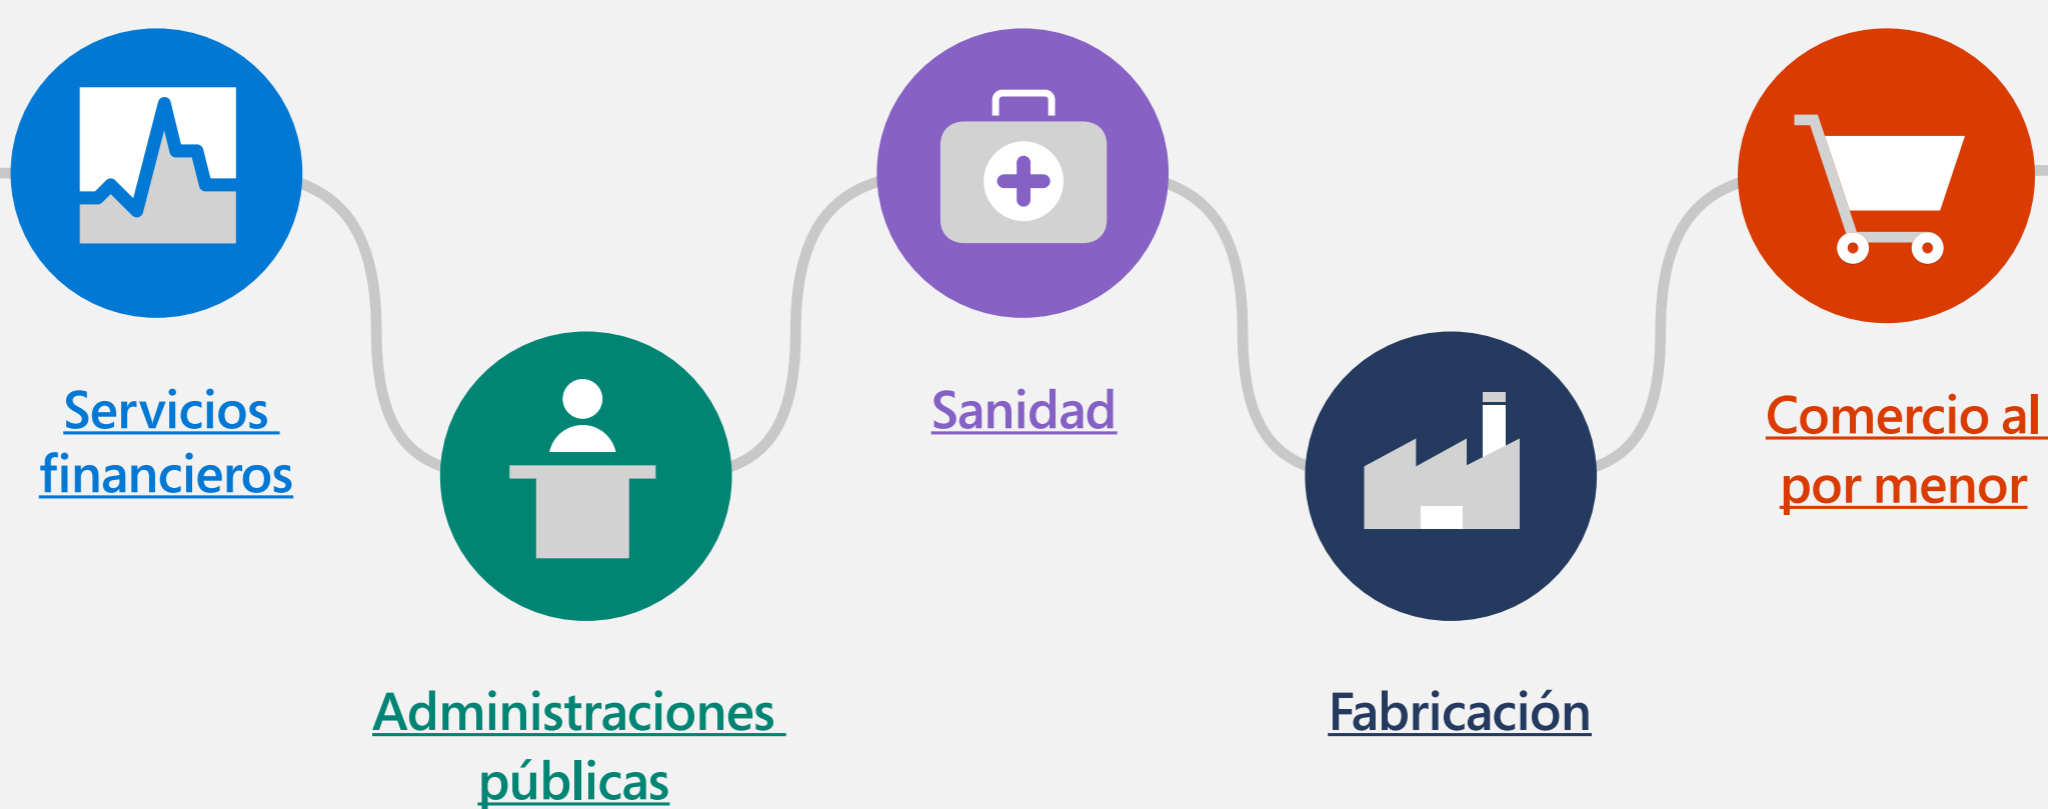 Servicios
financieros
Administraciones
públicas
Sanidad
Fabricación
Comercio al
por menor